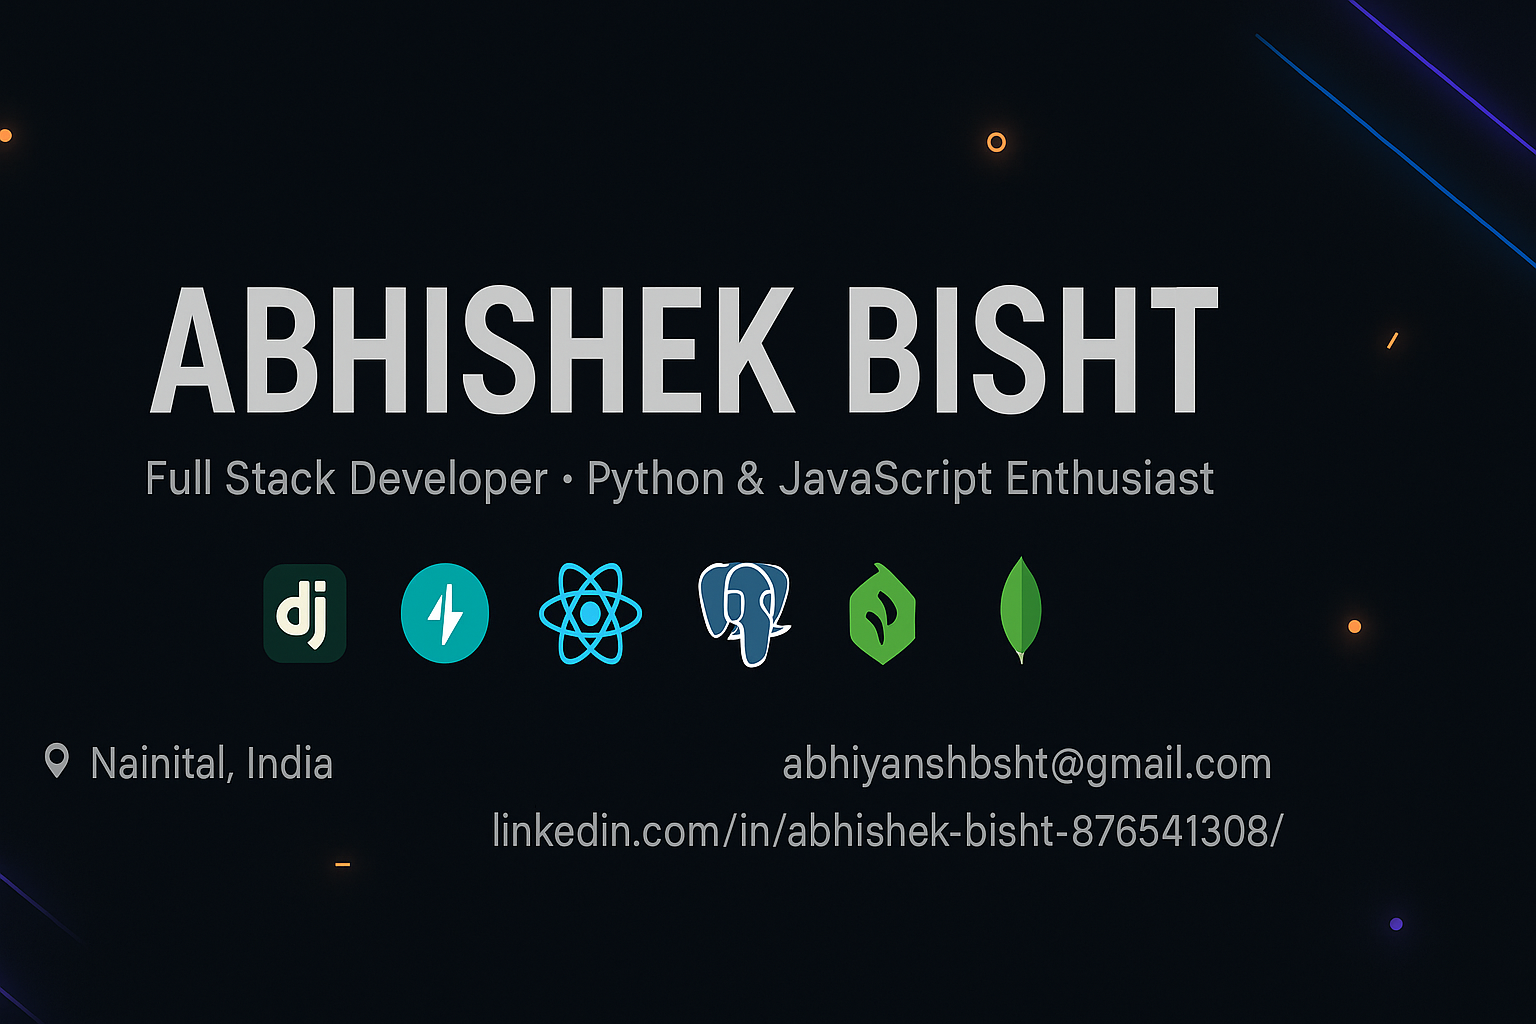 ABHISHEK BISHT
Full Stack Developer • Python & JavaScript Enthusiast
dj
Nainital, India
abhiyanshbsht@gmail.com
linkedin.com/in/abhishek-bisht-876541308/